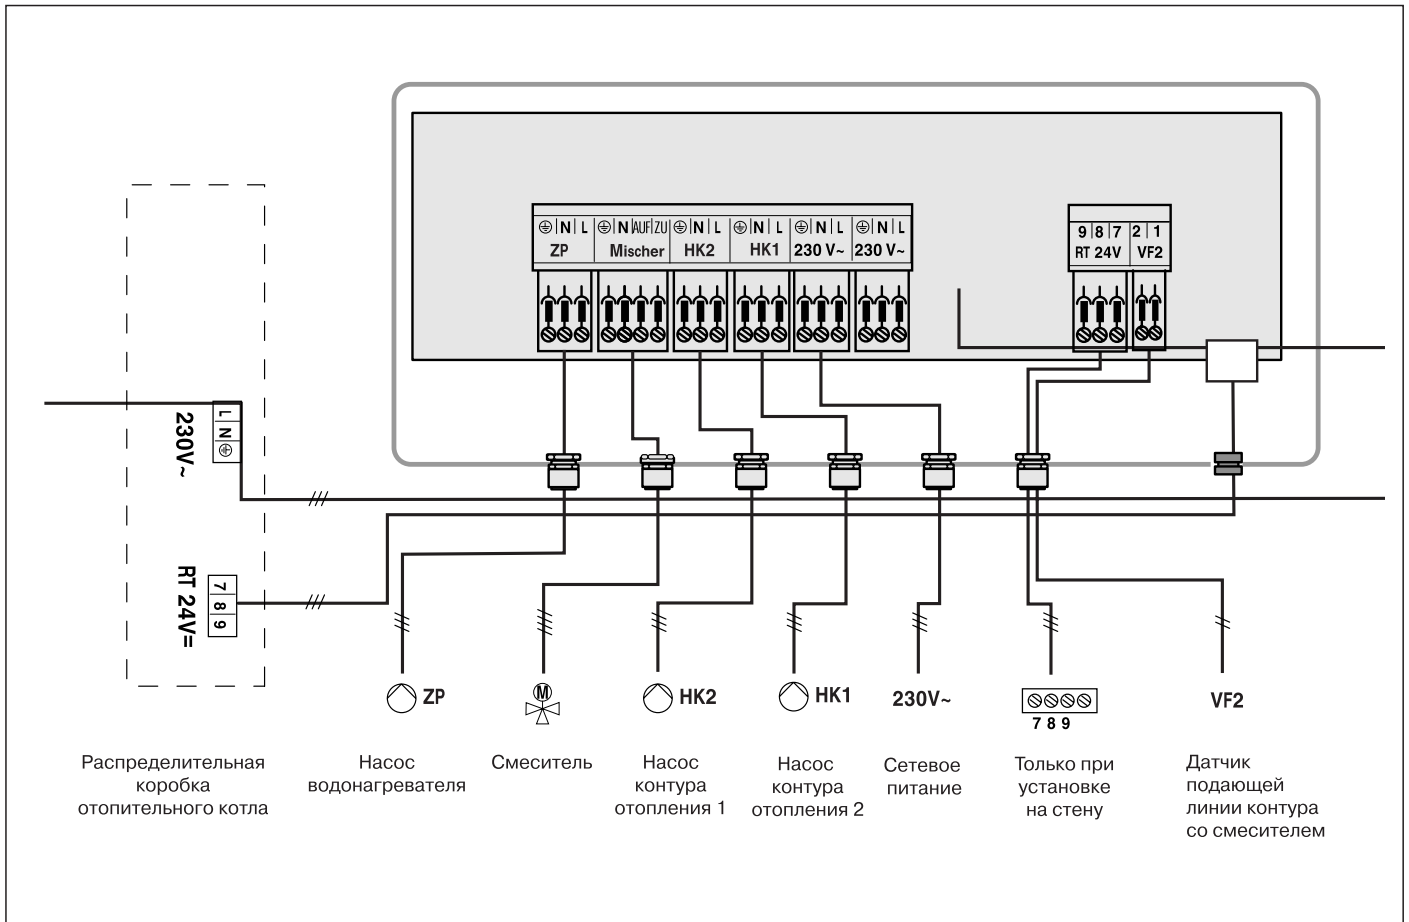 ⏚ N L ⏚ N AUF ZU ⏚ N L ⏚ N L ⏚ N L ⏚ N L
ZP Mischer HK2 HK1 230 V~ 230 V~
9 8 7 2 1
RT 24V VF2
L N ⏚
230V~
7 8 9
RT 24V=
ZP
M
HK2
HK1
230V~
7 8 9
VF2
Распределительная
коробка
отопительного котла
Насос
водонагревателя
Смеситель
Насос
контура
отопления 1
Насос
контура
отопления 2
Сетевое
питание
Только при
установке
на стену
Датчик
подающей
линии контура
со смесителем